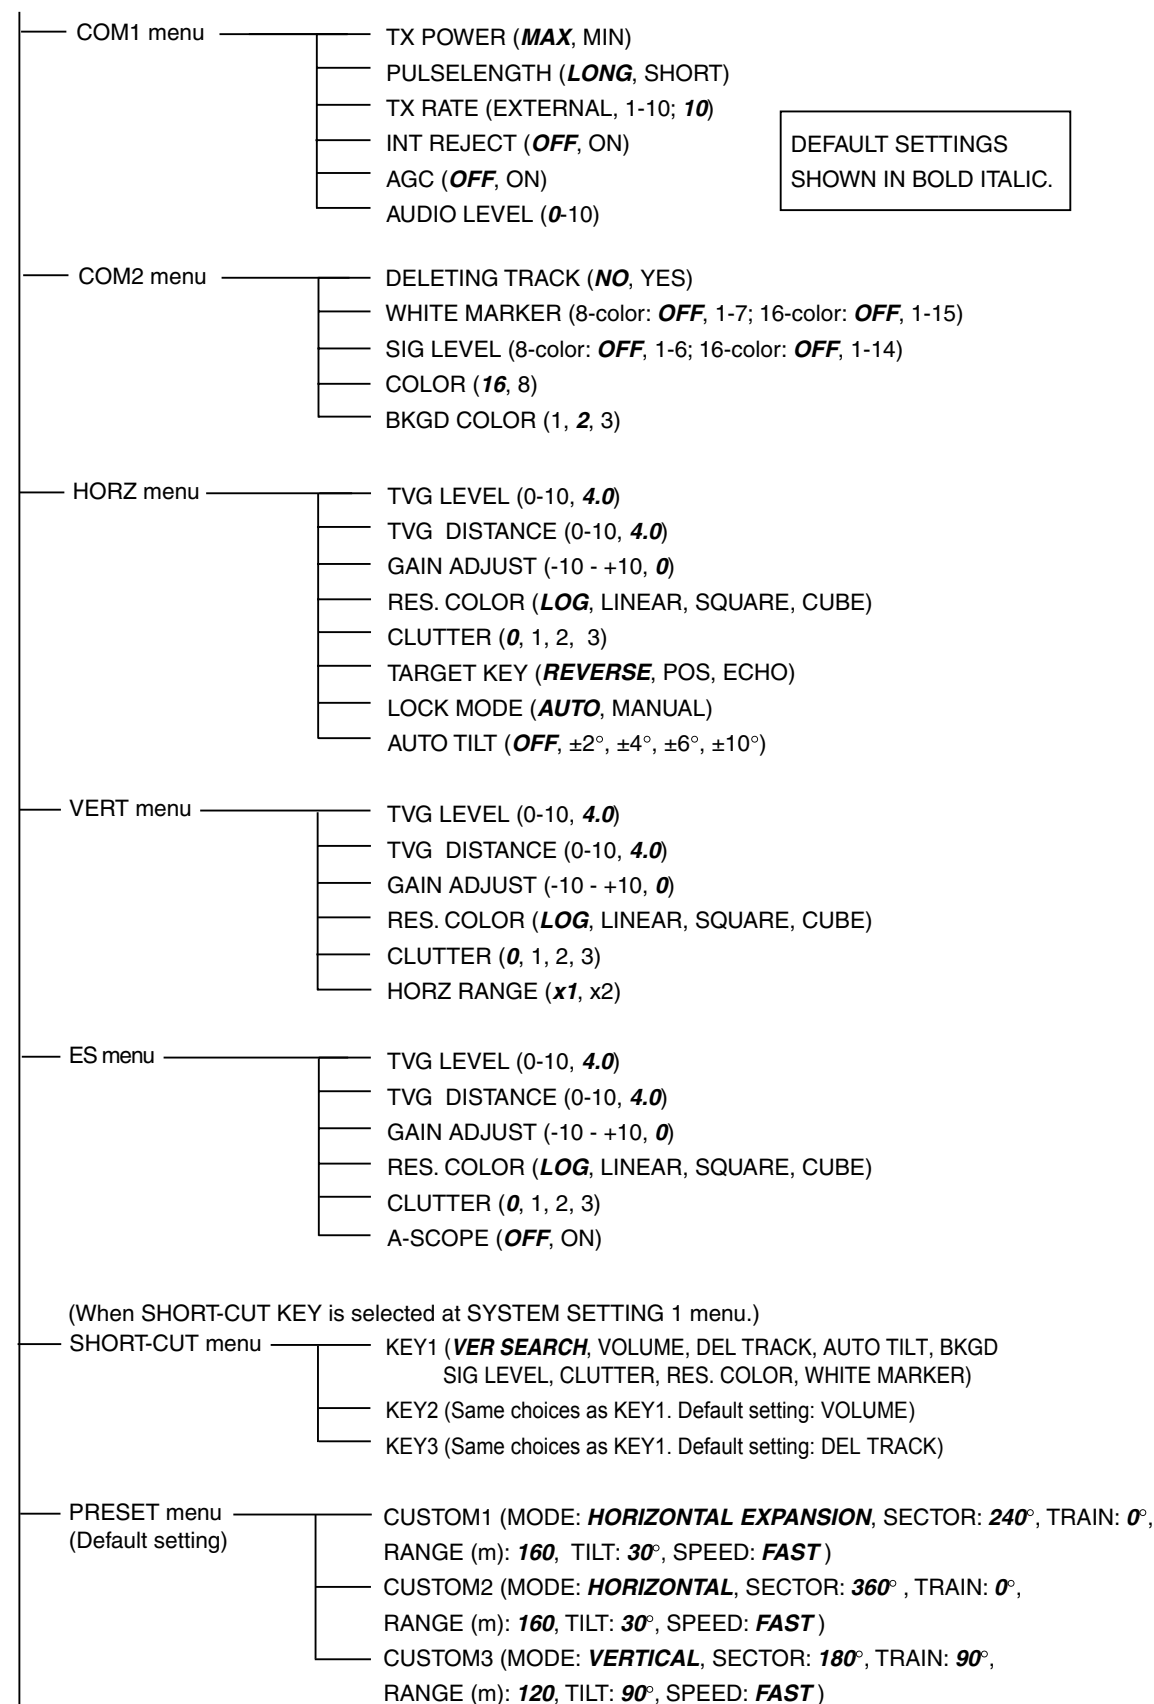 COM1 menu
TX POWER (MAX, MIN)
PULSELENGTH (LONG, SHORT)
TX RATE (EXTERNAL, 1-10; 10)
INT REJECT (OFF, ON)
AGC (OFF, ON)
AUDIO LEVEL (0-10)
DEFAULT SETTINGS
SHOWN IN BOLD ITALIC.
COM2 menu
DELETING TRACK (NO, YES)
WHITE MARKER (8-color: OFF, 1-7; 16-color: OFF, 1-15)
SIG LEVEL (8-color: OFF, 1-6; 16-color: OFF, 1-14)
COLOR (16, 8)
BKGD COLOR (1, 2, 3)
HORZ menu
TVG LEVEL (0-10, 4.0)
TVG DISTANCE (0-10, 4.0)
GAIN ADJUST (-10 - +10, 0)
RES. COLOR (LOG, LINEAR, SQUARE, CUBE)
CLUTTER (0, 1, 2, 3)
TARGET KEY (REVERSE, POS, ECHO)
LOCK MODE (AUTO, MANUAL)
AUTO TILT (OFF, ±2°, ±4°, ±6°, ±10°)
VERT menu
TVG LEVEL (0-10, 4.0)
TVG DISTANCE (0-10, 4.0)
GAIN ADJUST (-10 - +10, 0)
RES. COLOR (LOG, LINEAR, SQUARE, CUBE)
CLUTTER (0, 1, 2, 3)
HORZ RANGE (x1, x2)
ES menu
TVG LEVEL (0-10, 4.0)
TVG DISTANCE (0-10, 4.0)
GAIN ADJUST (-10 - +10, 0)
RES. COLOR (LOG, LINEAR, SQUARE, CUBE)
CLUTTER (0, 1, 2, 3)
A-SCOPE (OFF, ON)
(When SHORT-CUT KEY is selected at SYSTEM SETTING 1 menu.)
SHORT-CUT menu
KEY1 (VER SEARCH, VOLUME, DEL TRACK, AUTO TILT, BKGD
SIG LEVEL, CLUTTER, RES. COLOR, WHITE MARKER)
KEY2 (Same choices as KEY1. Default setting: VOLUME)
KEY3 (Same choices as KEY1. Default setting: DEL TRACK)
PRESET menu
(Default setting)
CUSTOM1 (MODE: HORIZONTAL EXPANSION, SECTOR: 240°, TRAIN: 0°,
RANGE (m): 160, TILT: 30°, SPEED: FAST )
CUSTOM2 (MODE: HORIZONTAL, SECTOR: 360° , TRAIN: 0°,
RANGE (m): 160, TILT: 30°, SPEED: FAST )
CUSTOM3 (MODE: VERTICAL, SECTOR: 180°, TRAIN: 90°,
RANGE (m): 120, TILT: 90°, SPEED: FAST )